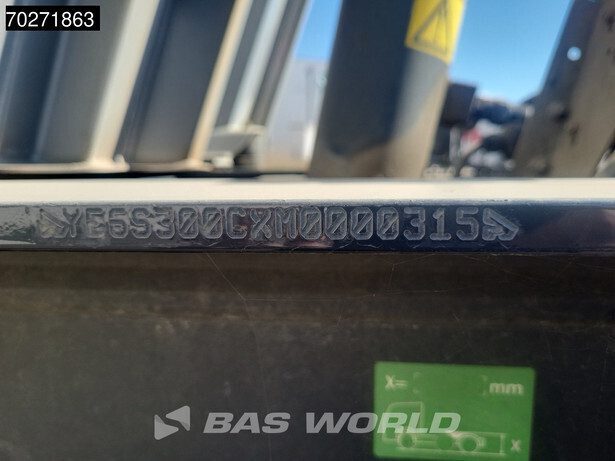 70271863
YE6S300CXM0000315
X= mm
X
BAS WORLD